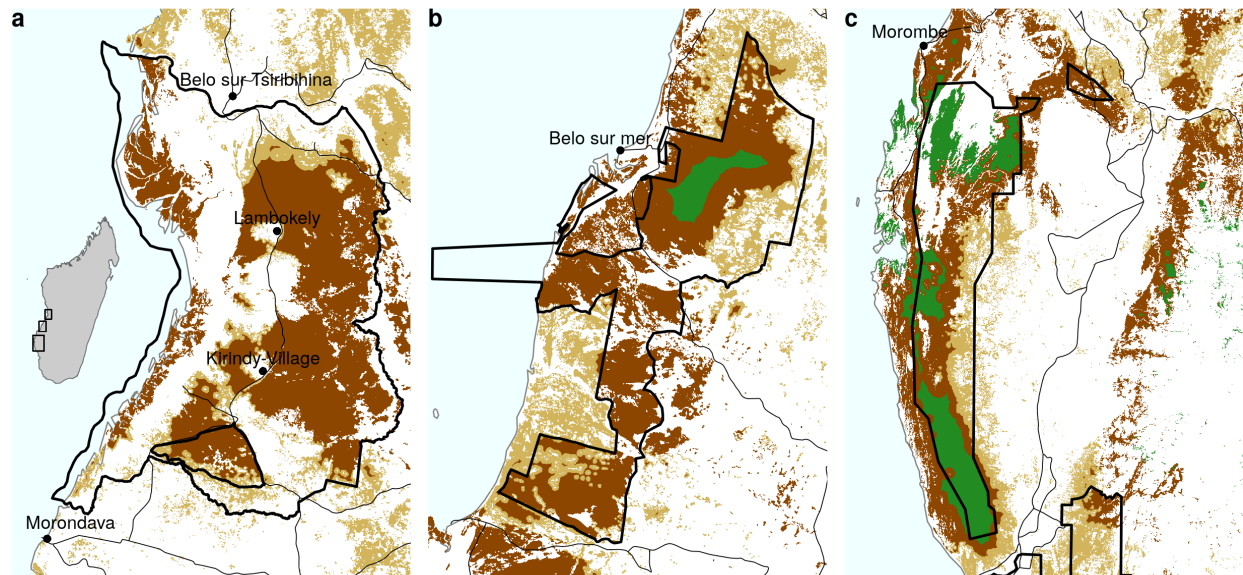 a
Belo sur Tsiribihina
Lambokely
Kirindy-Village
Morondava
b
Belo sur mer
c
Morombe